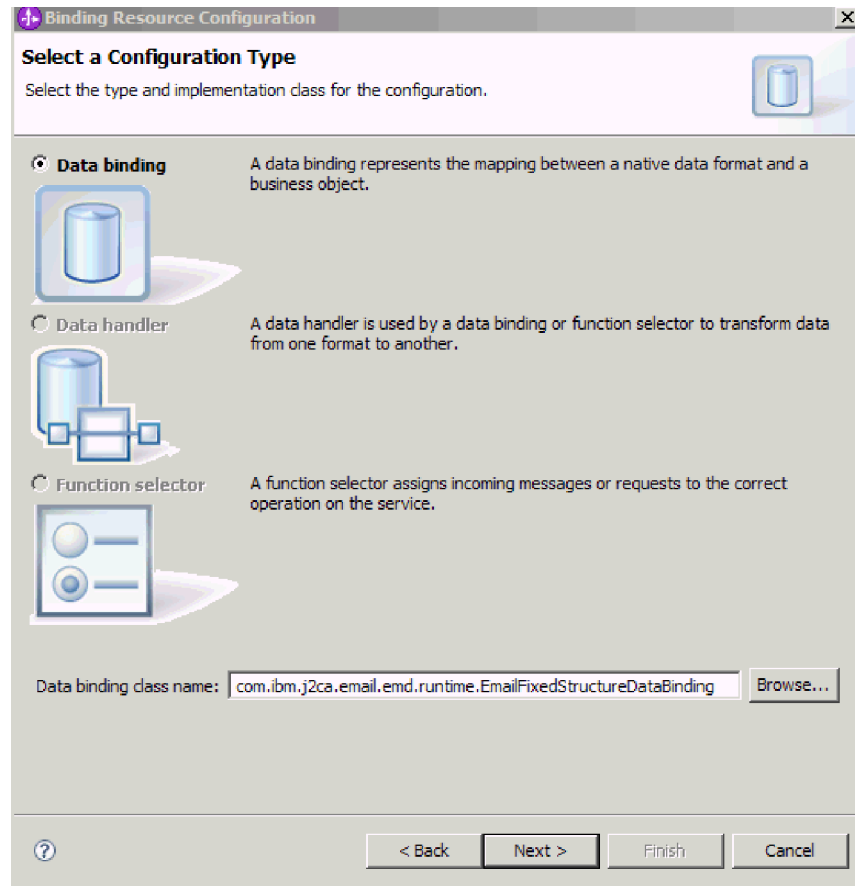 Binding Resource Configuration
Select a Configuration Type
Select the type and implementation class for the configuration.
Data binding
A data binding represents the mapping between a native data format and a
business object.
Data handler
A data handler is used by a data binding or function selector to transform data
from one format to another.
Function selector
A function selector assigns incoming messages or requests to the correct
operation on the service.
Data binding class name: com.ibm.j2ca.email.emd.runtime.EmailFixedStructureDataBinding Browse...
< Back Next > Finish Cancel